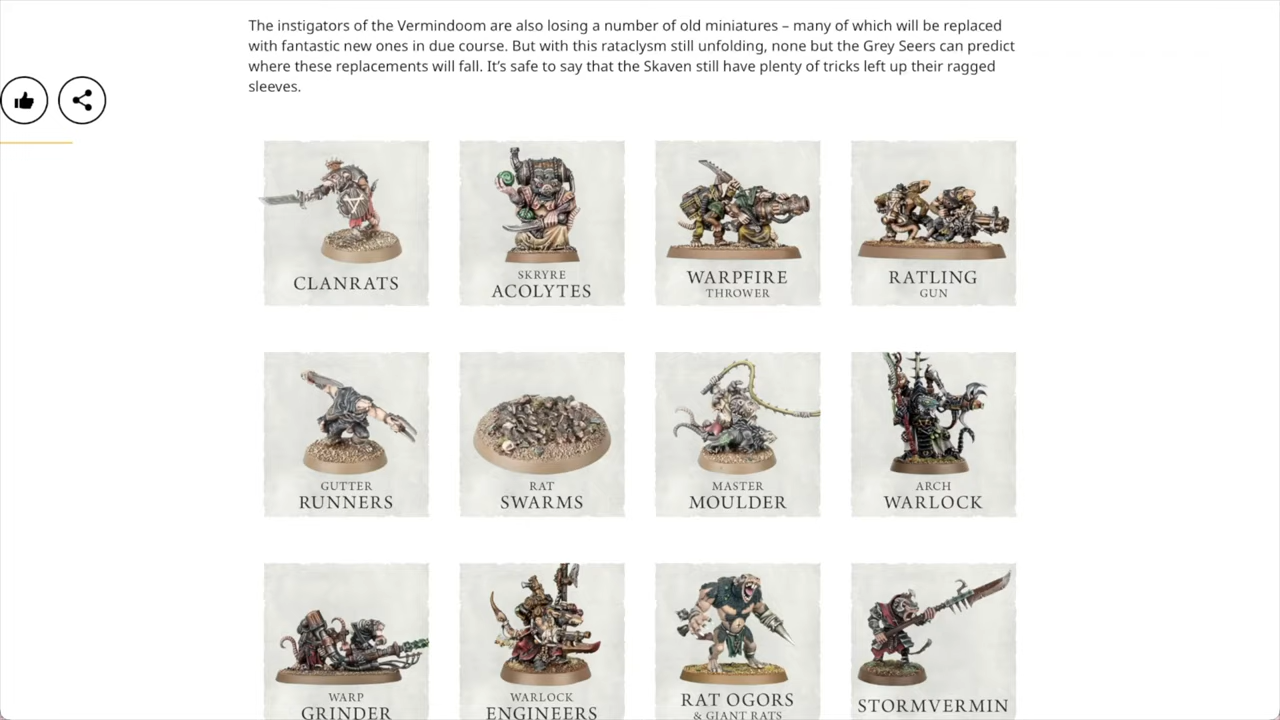 The instigators of the Vermindoom are also losing a number of old miniatures – many of which will be replaced
with fantastic new ones in due course. But with this rataclysm still unfolding, none but the Grey Seers can predict
where these replacements will fall. It’s safe to say that the Skaven still have plenty of tricks left up their ragged
sleeves.
CLANRATS
SKRYRE
ACOLYTES
WARPFIRE
THROWER
RATLING
GUN
GUTTER
RUNNERS
RAT
SWARMS
MASTER
MOULDER
ARCH
WARLOCK
WARP
GRINDER
WARLOCK
ENGINEERS
RAT OGORS
& GIANT RATS
STORMVERMIN